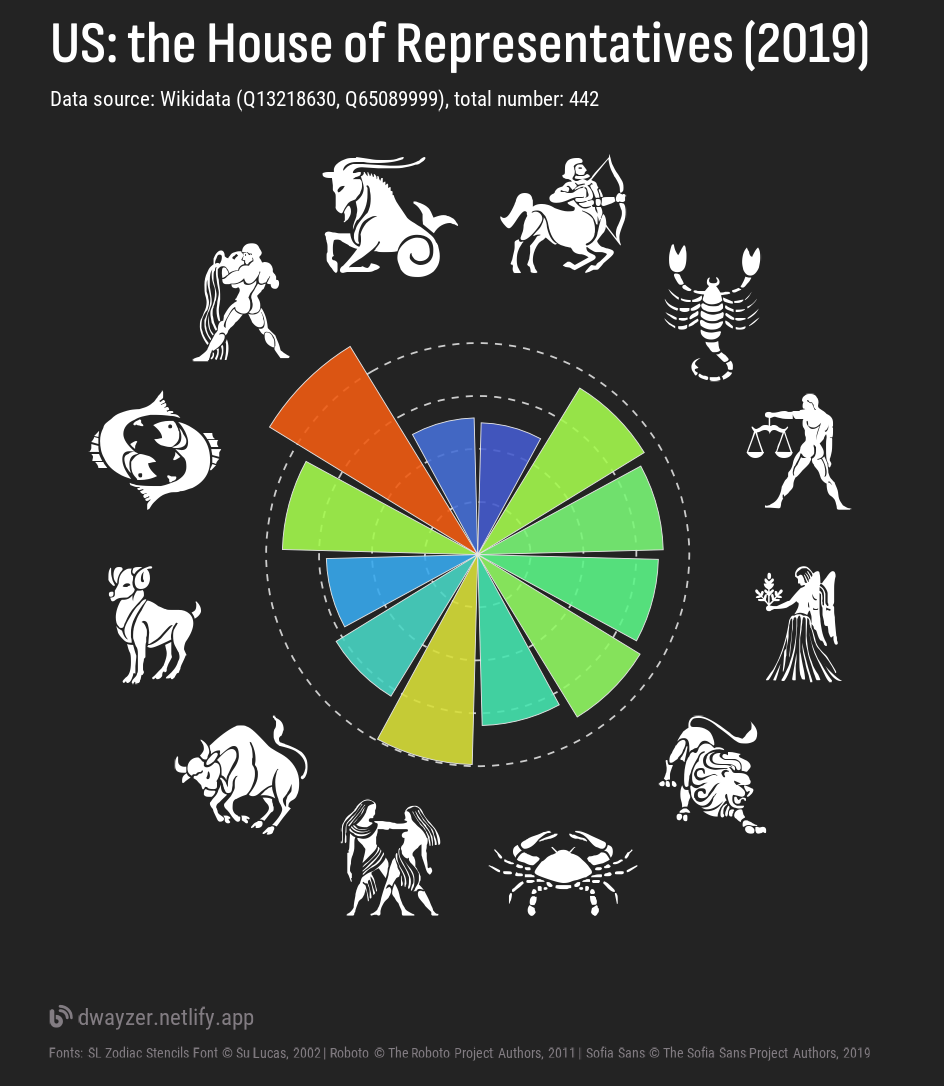 US: the House of Representatives (2019)
Data source: Wikidata (Q13218630, Q65089999), total number: 442
dwayzer.netlify.app
Fonts: SL Zodiac Stencils Font © Su Lucas, 2002 | Roboto © The Roboto Project Authors, 2011 | Sofia Sans © The Sofia Sans Project Authors, 2019